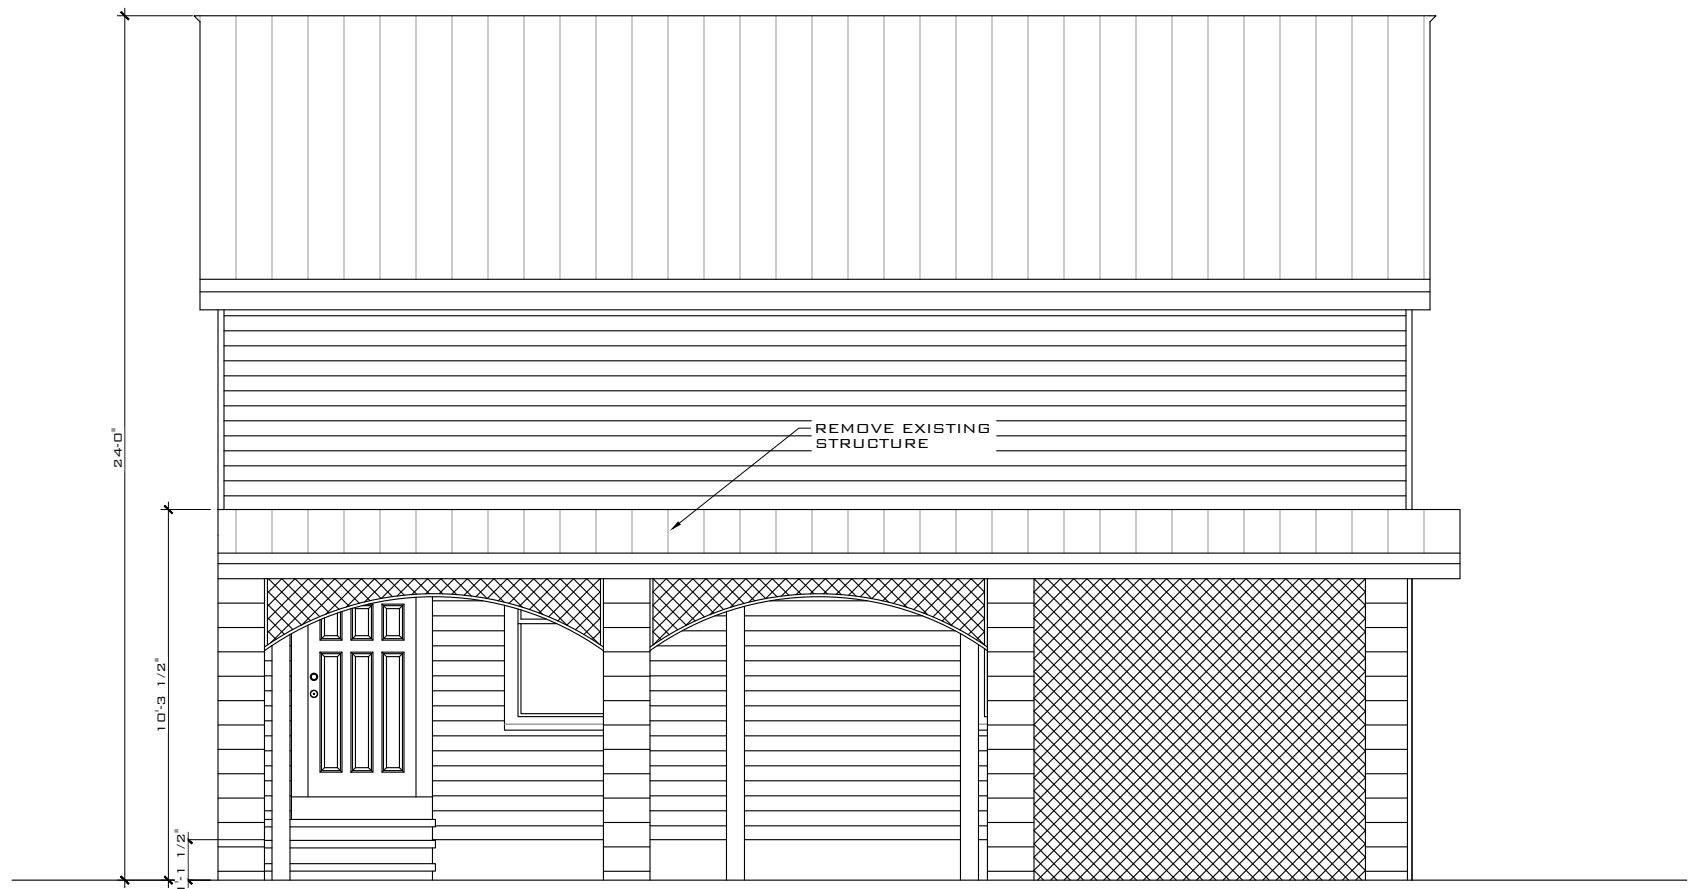 24'-0"
REMOVE EXISTING
STRUCTURE
10'-3 1/2"
1'-1 1/2"